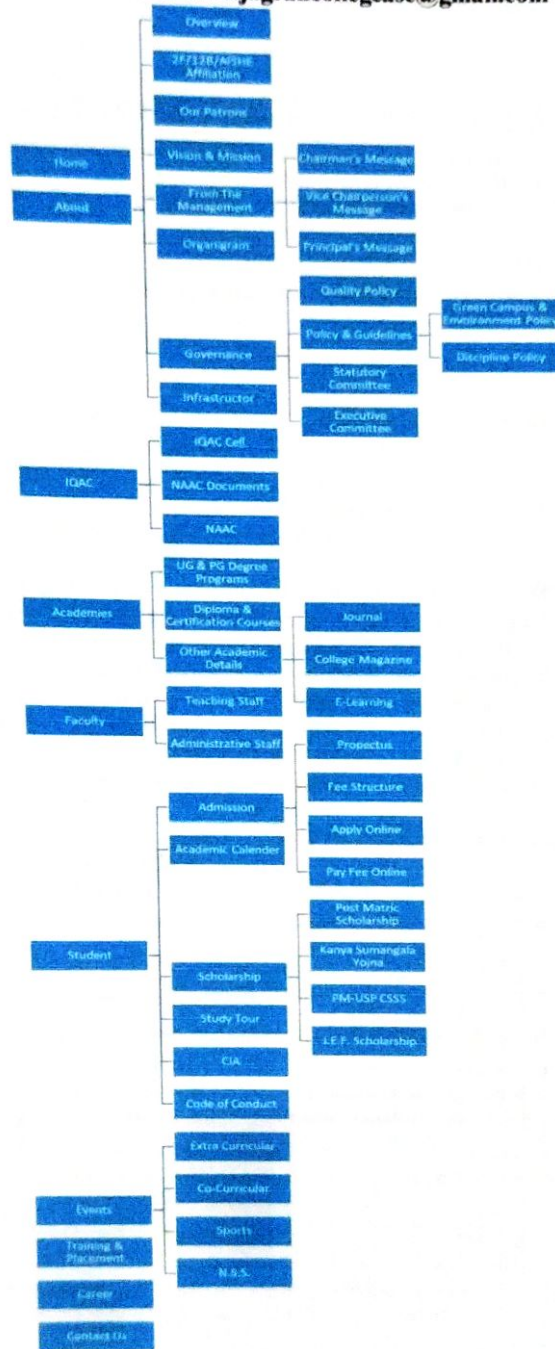 Overview
2F/12B/AISHE
Affiliation
Our Patrons
Home
Vision & Mission
Chairman's Message
About
From The
Management
Vice Chairperson's
Message
Organigram
Principal's Message
Quality Policy
Green Campus &
Environment Policy
Governance
Policy & Guidelines
Discipline Policy
Infrastructor
Statutory
Committee
Executive
Committee
IQAC Cell
IQAC
NAAC Documents
NAAC
UG & PG Degree
Programs
Academies
Diploma &
Certification Courses
Journal
Other Academic
Details
College Magazine
E-Learning
Faculty
Teaching Staff
Administrative Staff
Propectus
Admission
Fee Structure
Academic Calender
Apply Online
Pay Fee Online
Post Matric
Scholarship
Student
Scholarship
Kanya Sumangala
Yojna
Study Tour
PM-USP CSSS
CIA
I.E.F. Scholarship
Code of Conduct
Extra Curricular
Events
Co-Curricular
Training &
Placement
Sports
Career
N.S.S.
Contact Us